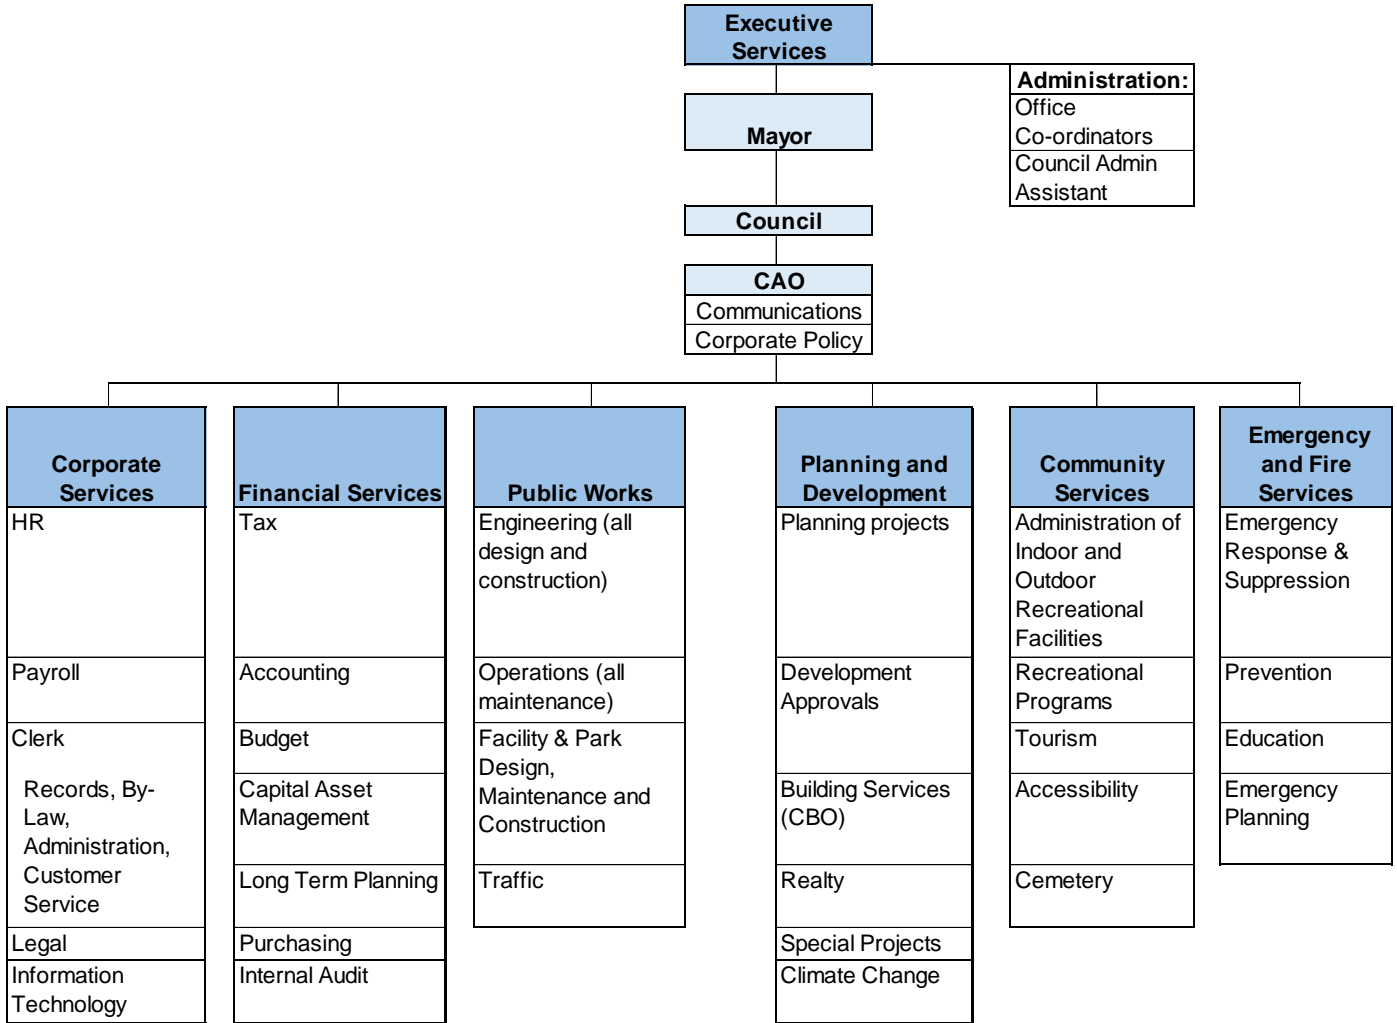 Executive
Services
Administration:
Office
Co-ordinators
Council Admin
Assistant
Mayor
Council
CAO
Communications
Corporate Policy
Corporate
Services
HR
Payroll
Clerk
Records, By-
Law,
Administration,
Customer
Service
Legal
Information
Technology
Financial Services
Tax
Accounting
Budget
Capital Asset
Management
Long Term Planning
Purchasing
Internal Audit
Public Works
Engineering (all
design and
construction)
Operations (all
maintenance)
Facility & Park
Design,
Maintenance and
Construction
Traffic
Planning and
Development
Planning projects
Development
Approvals
Building Services
(CBO)
Realty
Special Projects
Climate Change
Community
Services
Administration of
Indoor and
Outdoor
Recreational
Facilities
Recreational
Programs
Tourism
Accessibility
Cemetery
Emergency
and Fire
Services
Emergency
Response &
Suppression
Prevention
Education
Emergency
Planning